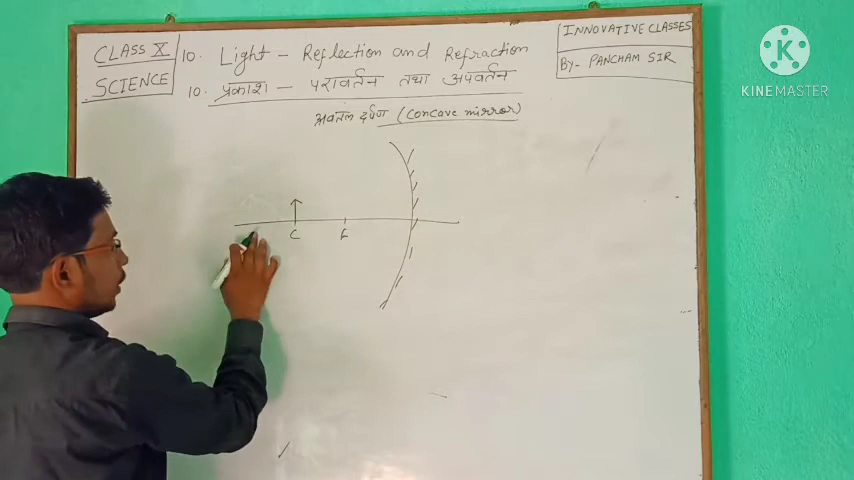 CLASS X
SCIENCE
10. Light – Reflection and Refraction
10. प्रकाश – परावर्तन तथा अपवर्तन
अवतल दर्पण (Concave mirror)
INNOVATIVE CLASSES
BY- PANCHAM SIR
KINEMASTER
C
F